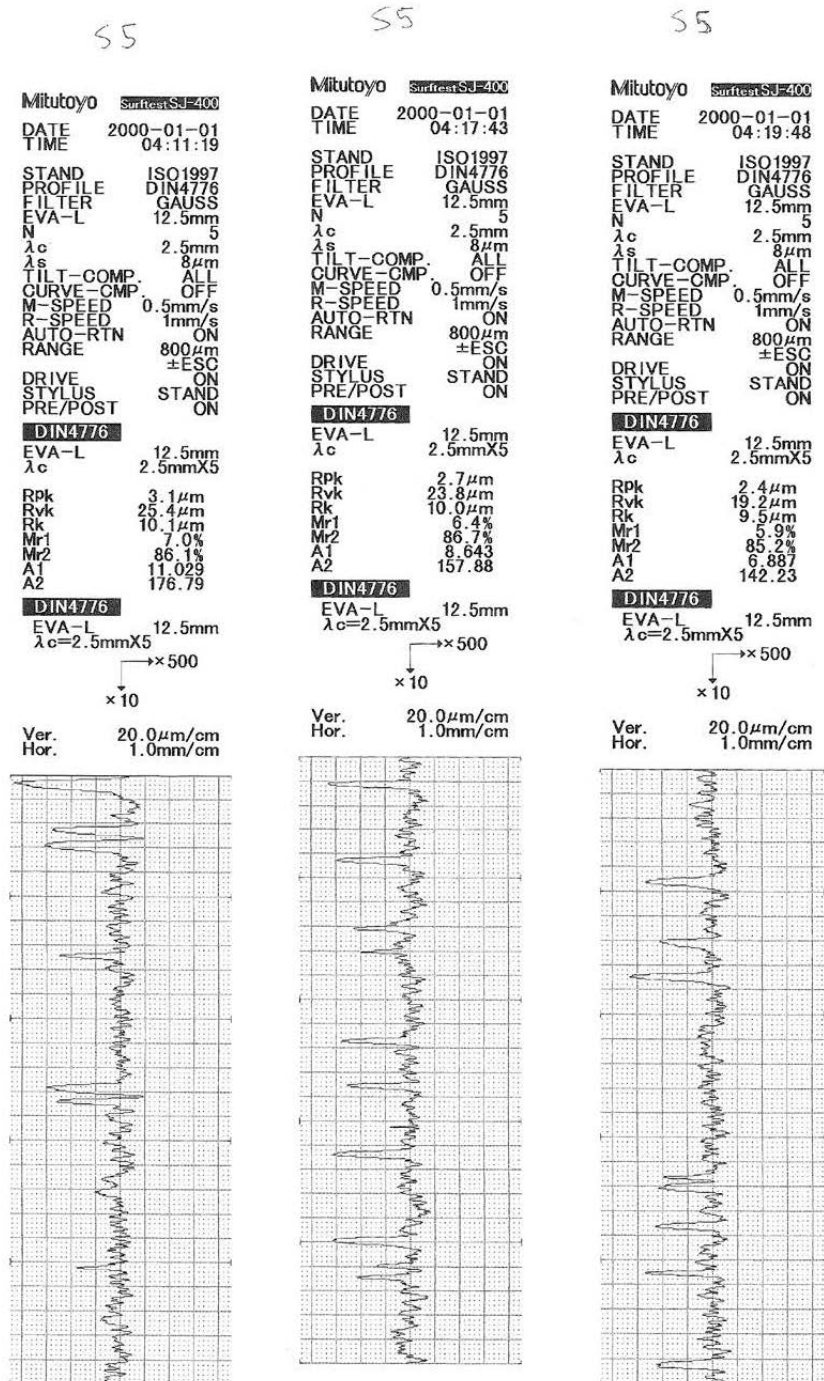 S5
Mitutoyo SurftestSJ-400
DATE 2000-01-01
TIME 04:11:19
STAND ISO1997
PROFILE DIN4776
FILTER GAUSS
EVA-L 12.5mm
N 5
λc 2.5mm
λs 8μm
TILT-COMP. ALL
CURVE-CMP. OFF
M-SPEED 0.5mm/s
R-SPEED 1mm/s
AUTO-RTN ON
RANGE 800μm
±ESC
DRIVE ON
STYLUS STAND
PRE/POST ON
DIN4776
EVA-L 12.5mm
λc 2.5mmX5
Rpk 3.1μm
Rvk 25.4μm
Rk 10.1μm
Mr1 7.0%
Mr2 86.1%
A1 11.029
A2 176.79
DIN4776
EVA-L 12.5mm
λc=2.5mmX5
×500
×10
Ver. 20.0μm/cm
Hor. 1.0mm/cm
S5
Mitutoyo SurftestSJ-400
DATE 2000-01-01
TIME 04:17:43
STAND ISO1997
PROFILE DIN4776
FILTER GAUSS
EVA-L 12.5mm
N 5
λc 2.5mm
λs 8μm
TILT-COMP. ALL
CURVE-CMP. OFF
M-SPEED 0.5mm/s
R-SPEED 1mm/s
AUTO-RTN ON
RANGE 800μm
±ESC
DRIVE ON
STYLUS STAND
PRE/POST ON
DIN4776
EVA-L 12.5mm
λc 2.5mmX5
Rpk 2.7μm
Rvk 23.8μm
Rk 10.0μm
Mr1 6.4%
Mr2 86.7%
A1 8.643
A2 157.88
DIN4776
EVA-L 12.5mm
λc=2.5mmX5
×500
×10
Ver. 20.0μm/cm
Hor. 1.0mm/cm
S5
Mitutoyo SurftestSJ-400
DATE 2000-01-01
TIME 04:19:48
STAND ISO1997
PROFILE DIN4776
FILTER GAUSS
EVA-L 12.5mm
N 5
λc 2.5mm
λs 8μm
TILT-COMP. ALL
CURVE-CMP. OFF
M-SPEED 0.5mm/s
R-SPEED 1mm/s
AUTO-RTN ON
RANGE 800μm
±ESC
DRIVE ON
STYLUS STAND
PRE/POST ON
DIN4776
EVA-L 12.5mm
λc 2.5mmX5
Rpk 2.4μm
Rvk 19.2μm
Rk 9.5μm
Mr1 5.9%
Mr2 85.2%
A1 6.887
A2 142.23
DIN4776
EVA-L 12.5mm
λc=2.5mmX5
×500
×10
Ver. 20.0μm/cm
Hor. 1.0mm/cm